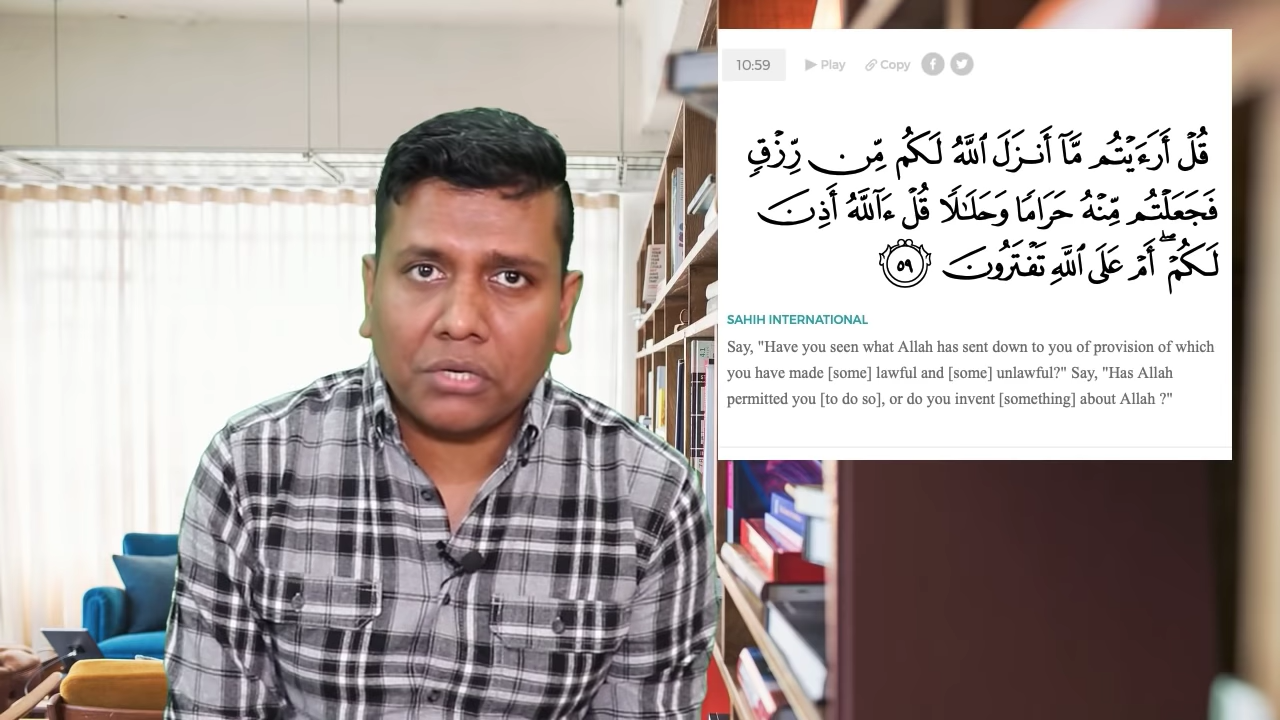 10:59 Play Copy
قُلْ أَرَءَيْتُم مَّآ أَنزَلَ ٱللَّهُ لَكُم مِّن رِّزْقٍ
فَجَعَلْتُم مِّنْهُ حَرَامًا وَحَلَٰلًا قُلْ ءَآللَّهُ أَذِنَ
لَكُمْ ۖ أَمْ عَلَى ٱللَّهِ تَفْتَرُونَ ٥٩
SAHIH INTERNATIONAL
Say, "Have you seen what Allah has sent down to you of provision of which
you have made [some] lawful and [some] unlawful?" Say, "Has Allah
permitted you [to do so], or do you invent [something] about Allah ?"